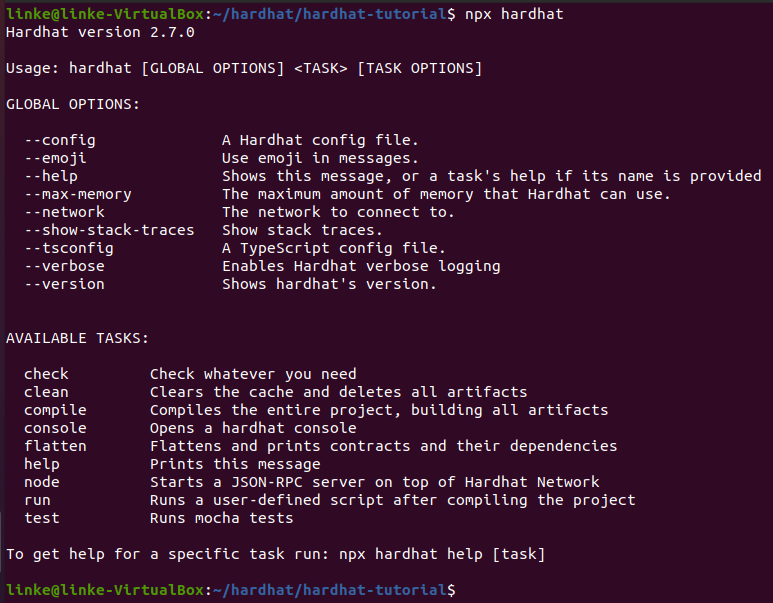 linke@linke-VirtualBox:~/hardhat/hardhat-tutorial$ npx hardhat
Hardhat version 2.7.0
Usage: hardhat [GLOBAL OPTIONS] <TASK> [TASK OPTIONS]
GLOBAL OPTIONS:
--config A Hardhat config file.
--emoji Use emoji in messages.
--help Shows this message, or a task's help if its name is provided
--max-memory The maximum amount of memory that Hardhat can use.
--network The network to connect to.
--show-stack-traces Show stack traces.
--tsconfig A TypeScript config file.
--verbose Enables Hardhat verbose logging
--version Shows hardhat's version.
AVAILABLE TASKS:
check Check whatever you need
clean Clears the cache and deletes all artifacts
compile Compiles the entire project, building all artifacts
console Opens a hardhat console
flatten Flattens and prints contracts and their dependencies
help Prints this message
node Starts a JSON-RPC server on top of Hardhat Network
run Runs a user-defined script after compiling the project
test Runs mocha tests
To get help for a specific task run: npx hardhat help [task]
linke@linke-VirtualBox:~/hardhat/hardhat-tutorial$